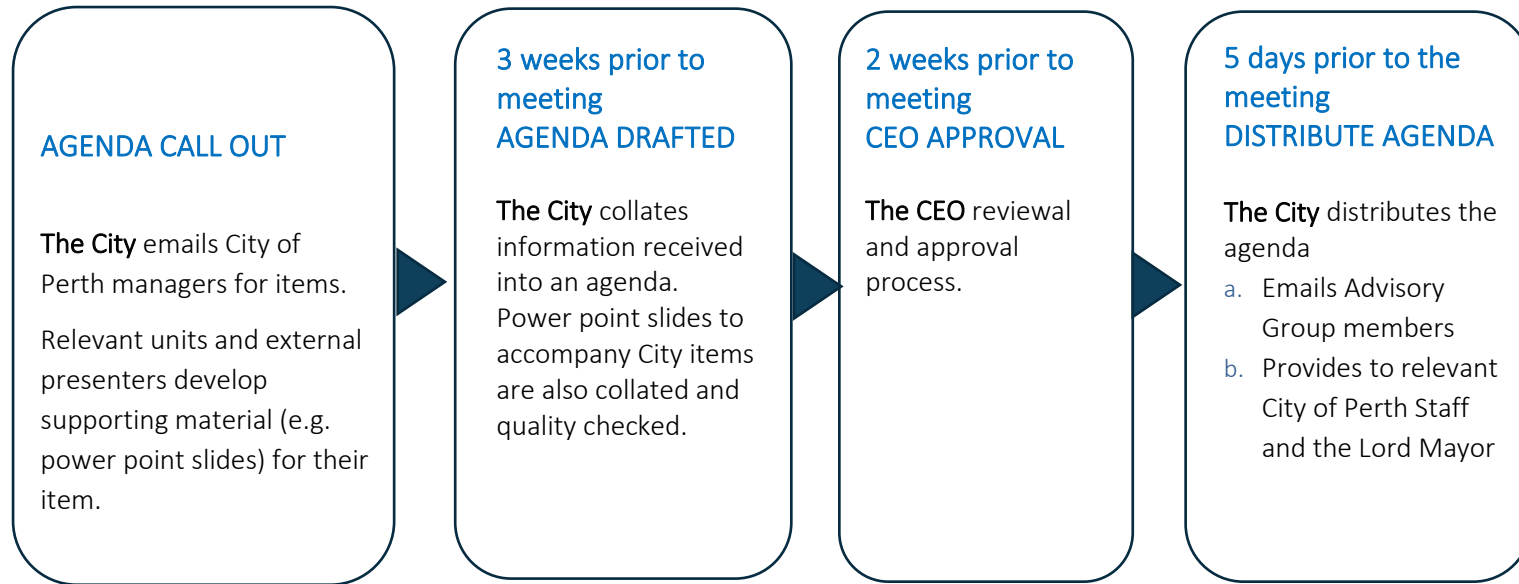 AGENDA CALL OUT
The City emails City of
Perth managers for items.
Relevant units and external
presenters develop
supporting material (e.g.
power point slides) for their
item.
3 weeks prior to
meeting
AGENDA DRAFTED
The City collates
information received
into an agenda.
Power point slides to
accompany City items
are also collated and
quality checked.
2 weeks prior to
meeting
CEO APPROVAL
The CEO reviewal
and approval
process.
5 days prior to the
meeting
DISTRIBUTE AGENDA
The City distributes the
agenda
a. Emails Advisory
Group members
b. Provides to relevant
City of Perth Staff
and the Lord Mayor